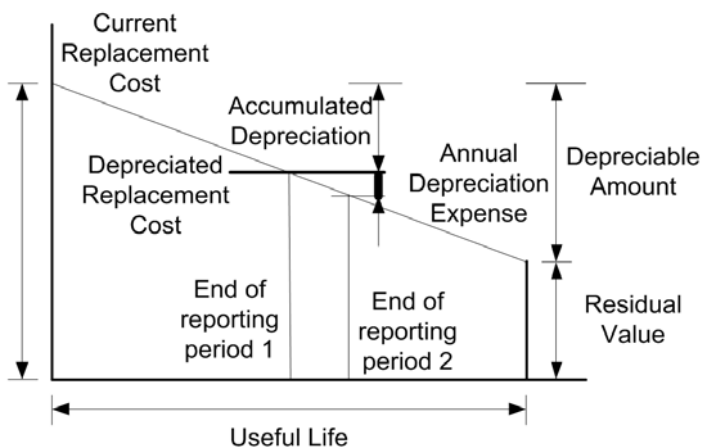 Current
Replacement
Cost
Accumulated
Depreciation
Depreciated
Replacement
Cost
Annual
Depreciation
Expense
Depreciable
Amount
End of
reporting
period 1
End of
reporting
period 2
Residual
Value
Useful Life